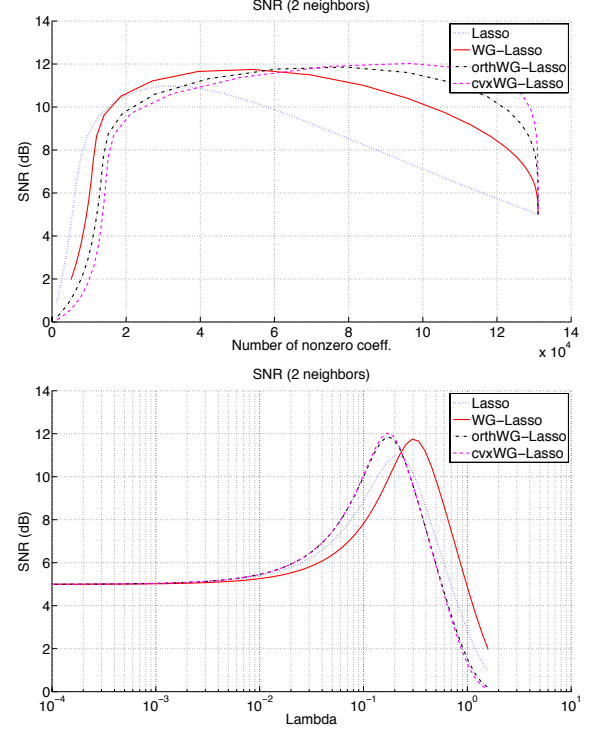 SNR (2 neighbors)
14
12
10
8
6
4
2
0
SNR (dB)
Lasso
WG−Lasso
orthWG−Lasso
cvxWG−Lasso
0
2
4
6
8
10
12
14
Number of nonzero coeff.
x 10^4
SNR (2 neighbors)
14
12
10
8
6
4
2
0
SNR (dB)
Lasso
WG−Lasso
orthWG−Lasso
cvxWG−Lasso
10^−4
10^−3
10^−2
10^−1
10^0
10^1
Lambda